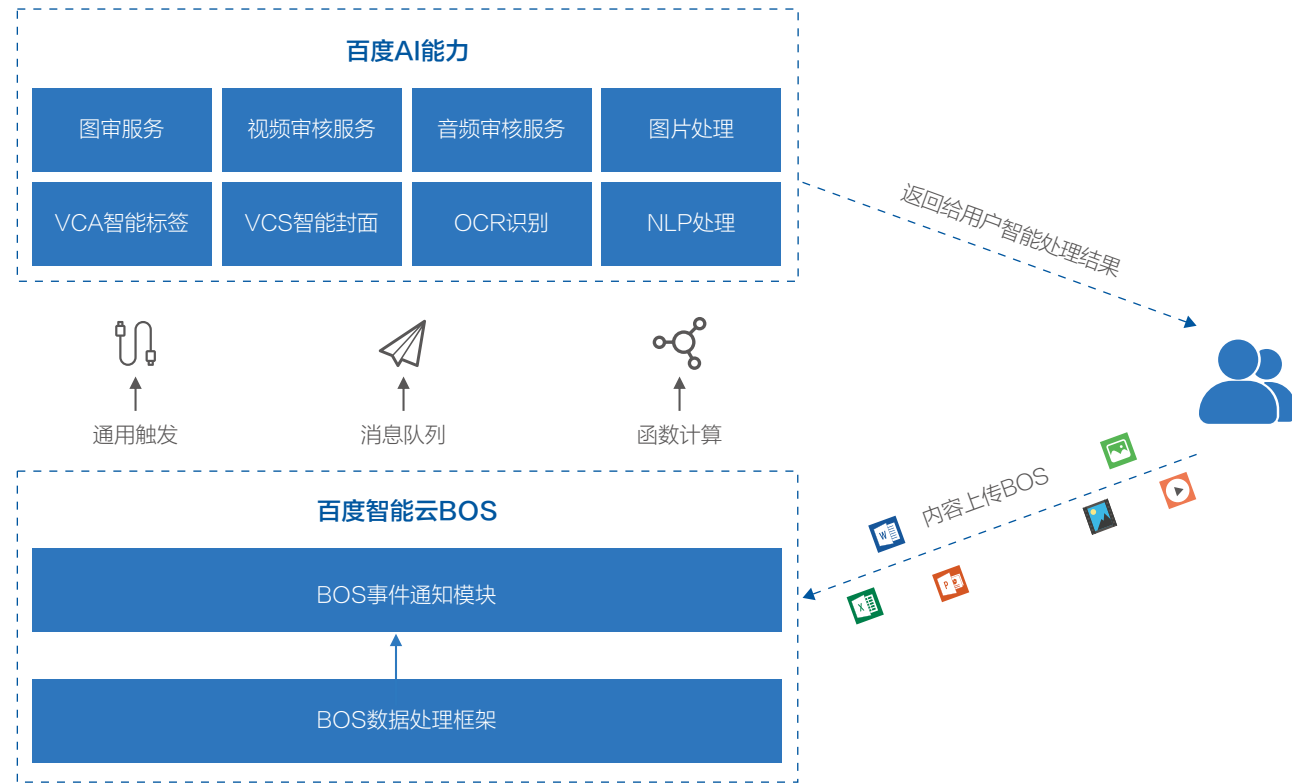 百度AI能力
图审服务
视频审核服务
音频审核服务
图片处理
VCA智能标签
VCS智能封面
OCR识别
NLP处理
返回给用户智能处理结果
通用触发
消息队列
函数计算
内容上传BOS
W
P
X
百度智能云BOS
BOS事件通知模块
BOS数据处理框架